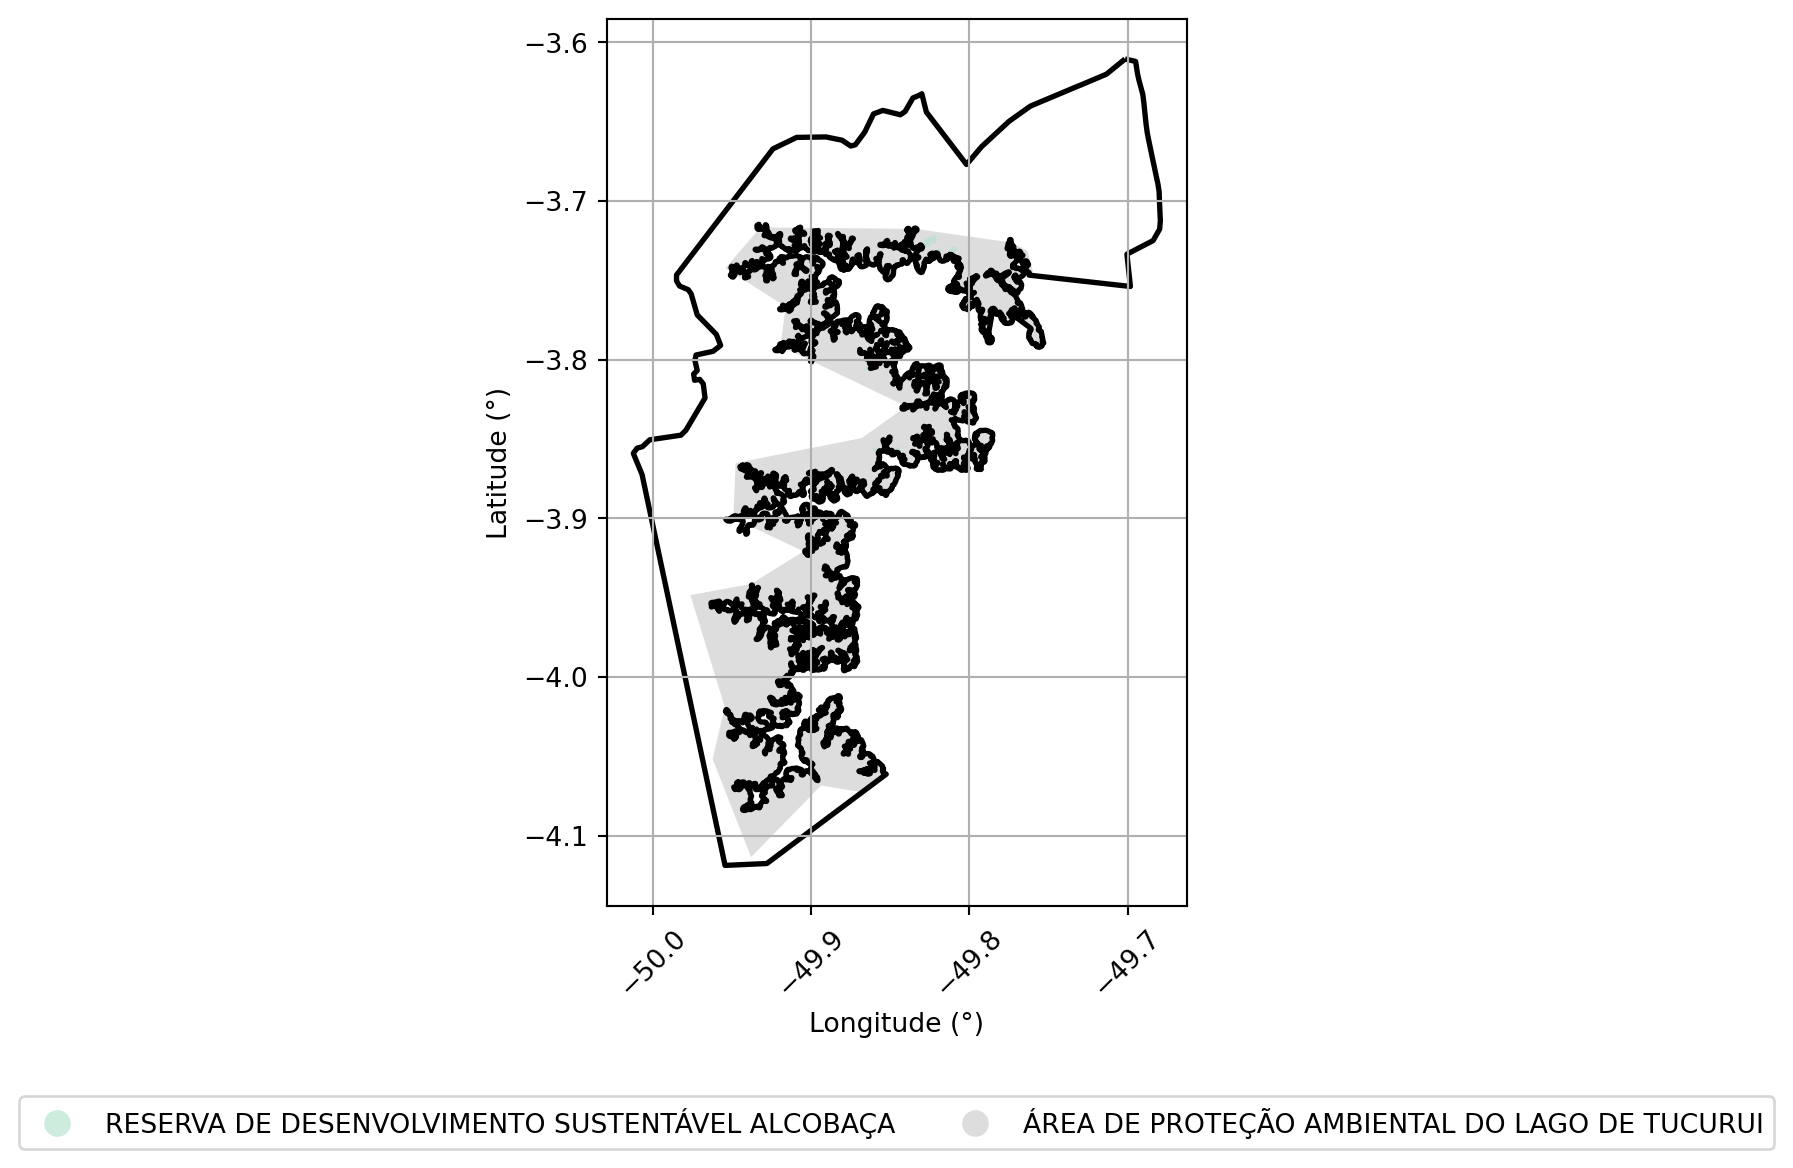 −3.6
−3.7
−3.8
−3.9
−4.0
−4.1
Latitude (°)
−50.0
−49.9
−49.8
−49.7
Longitude (°)
RESERVA DE DESENVOLVIMENTO SUSTENTÁVEL ALCOBAÇA
ÁREA DE PROTEÇÃO AMBIENTAL DO LAGO DE TUCURUI